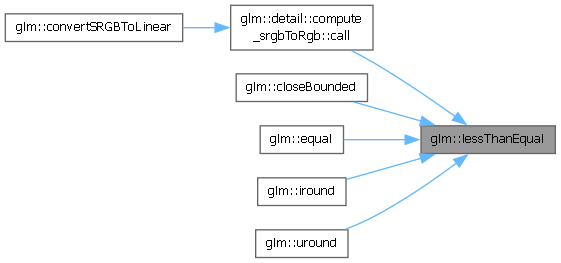 glm::convertSRGBToLinear
glm::detail::compute
_srgbToRgb::call
glm::closeBounded
glm::equal
glm::lessThanEqual
glm::iround
glm::uround